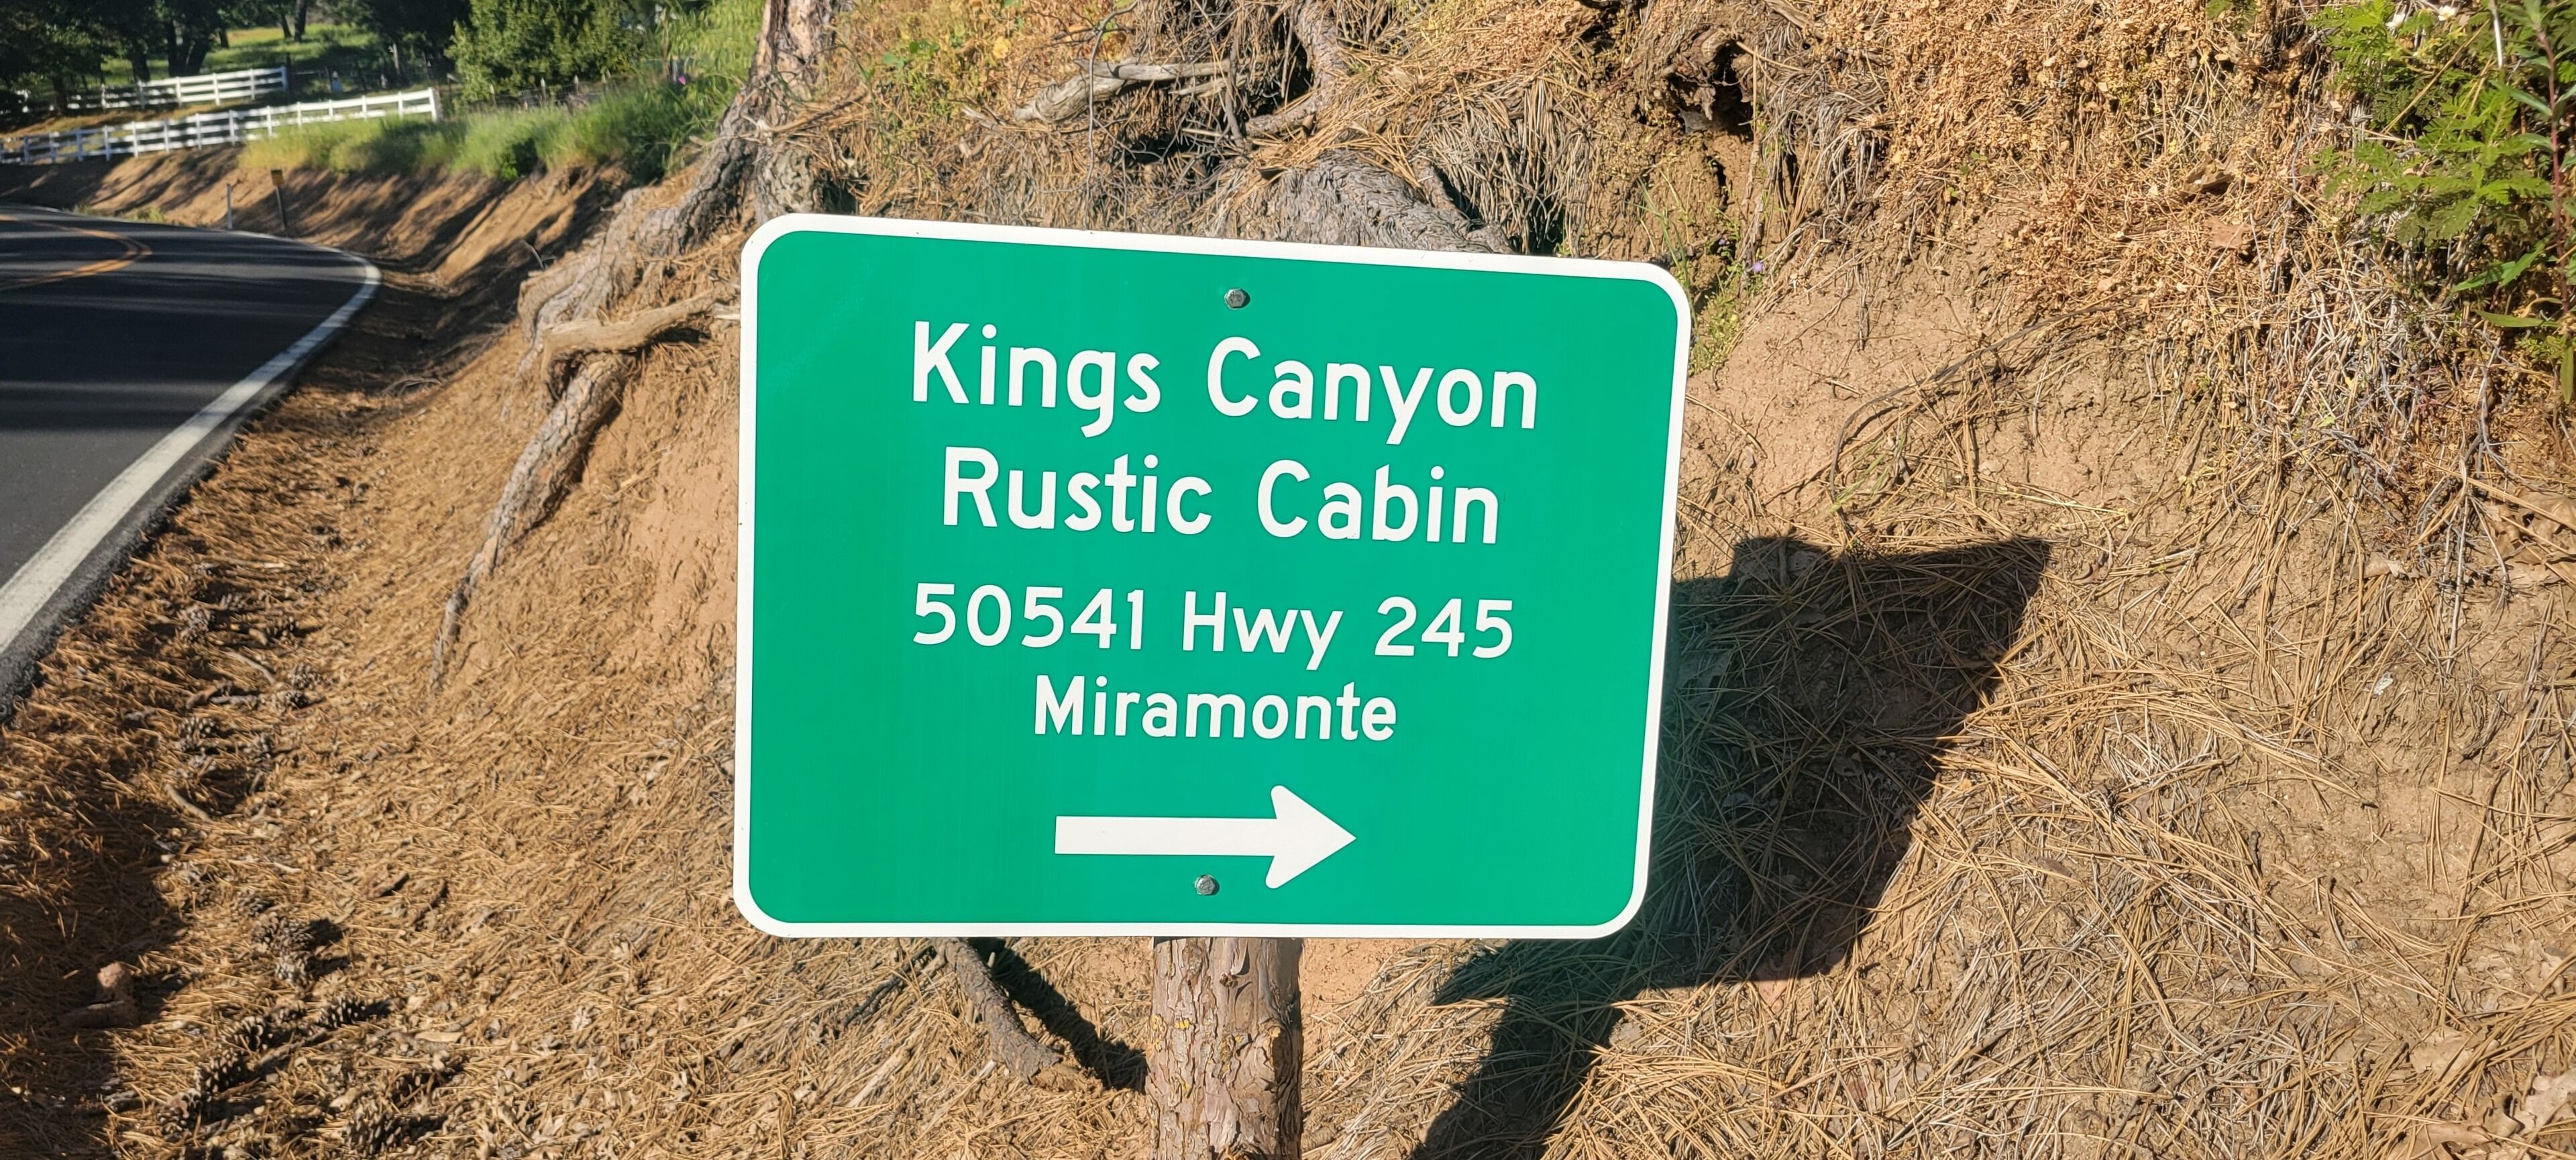 Kings Canyon
Rustic Cabin
50541 Hwy 245
Miramonte